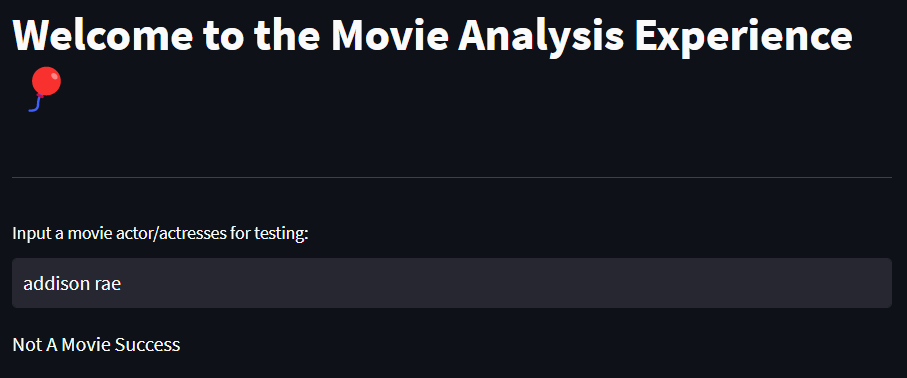 Welcome to the Movie Analysis Experience
🎈
Input a movie actor/actresses for testing:
addison rae
Not A Movie Success